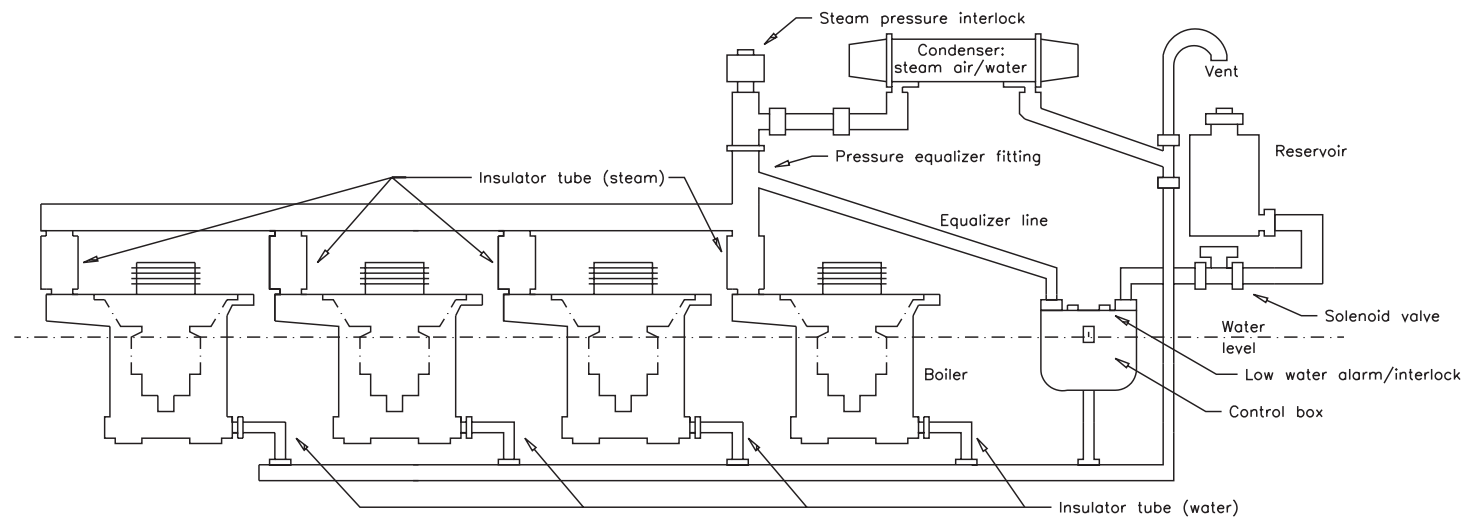 Steam pressure interlock
Condenser:
steam air/water
Vent
Reservoir
Pressure equalizer fitting
Insulator tube (steam)
Equalizer line
Solenoid valve
Water
level
Boiler
Low water alarm/interlock
Control box
Insulator tube (water)